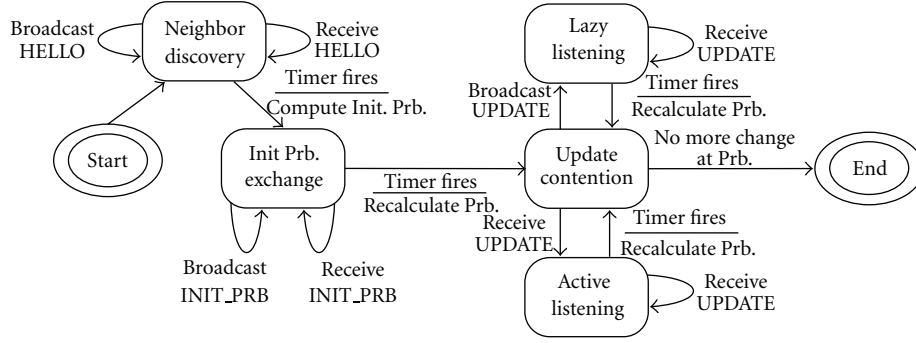 Broadcast
HELLO
Neighbor
discovery
Receive
HELLO
Timer fires
Compute Init. Prb.
Start
Init Prb.
exchange
Broadcast
INIT_PRB
Receive
INIT_PRB
Timer fires
Recalculate Prb.
Lazy
listening
Receive
UPDATE
Broadcast
UPDATE
Timer fires
Recalculate Prb.
Update
contention
No more change
at Prb.
End
Receive
UPDATE
Timer fires
Recalculate Prb.
Active
listening
Receive
UPDATE